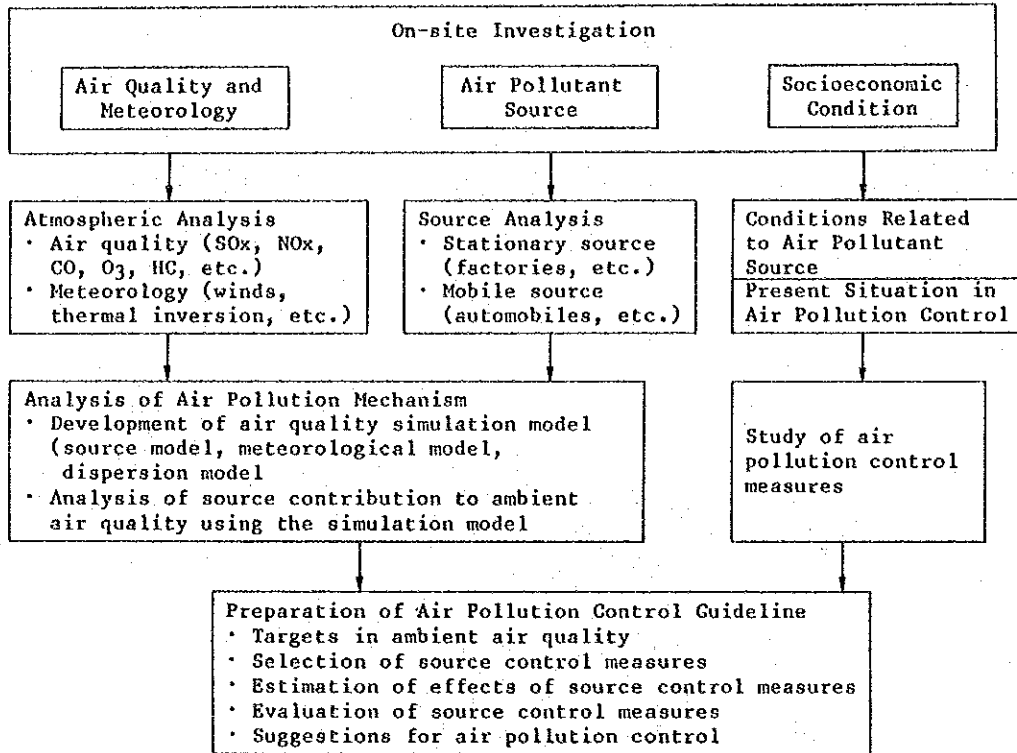 On-site Investigation
Air Quality and
Meteorology
Air Pollutant
Source
Socioeconomic
Condition
Atmospheric Analysis
· Air quality (SOx, NOx,
CO, O3, HC, etc.)
· Meteorology (winds,
thermal inversion, etc.)
Source Analysis
· Stationary source
(factories, etc.)
· Mobile source
(automobiles, etc.)
Conditions Related
to Air Pollutant
Source
Present Situation in
Air Pollution Control
Analysis of Air Pollution Mechanism
· Development of air quality simulation model
(source model, meteorological model,
dispersion model
· Analysis of source contribution to ambient
air quality using the simulation model
Study of air
pollution control
measures
Preparation of Air Pollution Control Guideline
· Targets in ambient air quality
· Selection of source control measures
· Estimation of effects of source control measures
· Evaluation of source control measures
· Suggestions for air pollution control